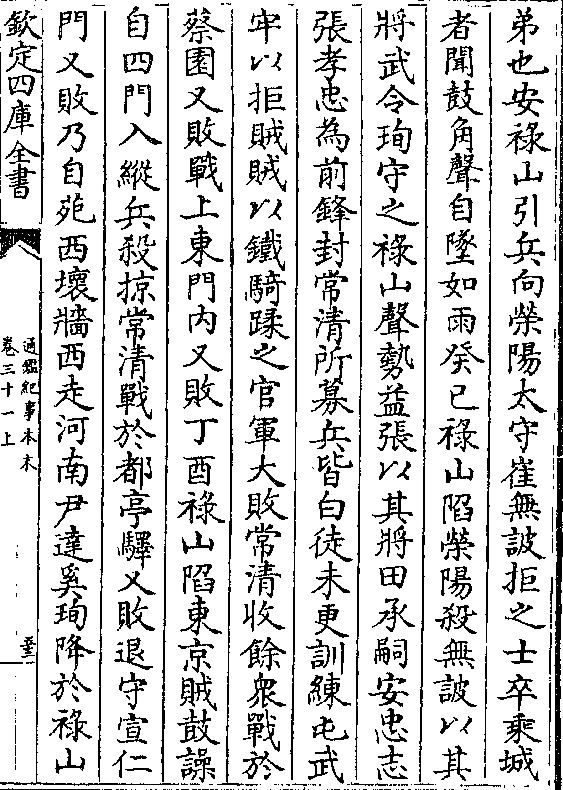 弟也安祿山引兵向滎陽太守崔無詖拒之士卒乘城
者聞鼓角聲自墜如雨癸巳祿山陷滎陽殺無詖以其
將武令珣守之祿山聲勢益張以其將田承嗣安忠志
張孝忠為前鋒封常清所募兵皆白徒未更訓練屯武
牢以拒賊賊以鐵騎蹂之官軍大敗常清收餘衆戰於
蔡園又敗戰上東門内又敗丁酉祿山陷東京賊鼓譟
自四門入縱兵殺掠常清戰於都亭驛又敗退守宣仁
門又敗乃自苑西壞牆西走河南尹達奚珣降於祿山
欽定四庫全書
通鑑紀事本末
卷三十一上